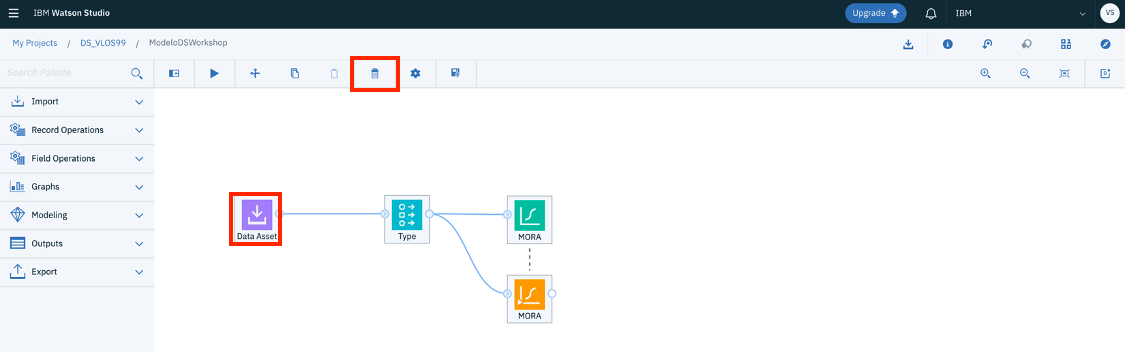 IBM Watson Studio
Upgrade
IBM
VS
My Projects / DS_VLOS99 / ModeloDSWorkshop
Search Palette
Import
Record Operations
Field Operations
Graphs
Modeling
Outputs
Export
Data Asset
Type
MORA
MORA